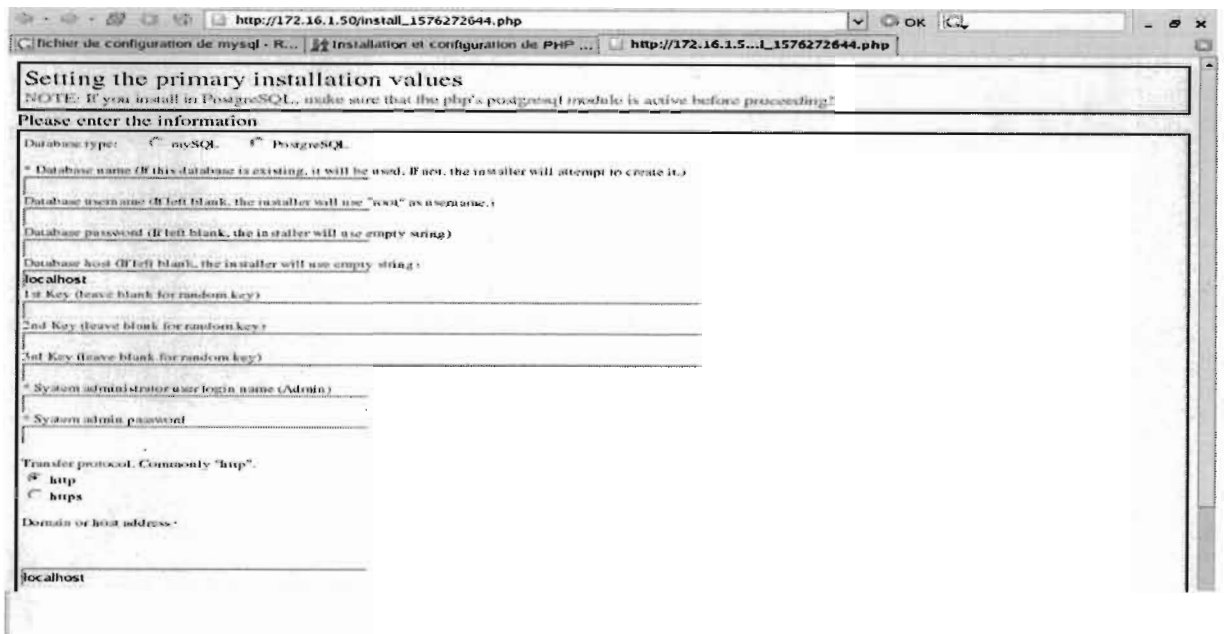 http://172.16.1.50/install_1576272644.php
OK
fichier de configuration de mysql - R...
Installation et configuration de PHP ...
http://172.16.1.5...l_1576272644.php
Setting the primary installation values
NOTE: If you install in PostgreSQL, make sure that the php's postgresql module is active before proceeding!
Please enter the information
Database type: mySQL PostgreSQL
* Database name (If this database is existing, it will be used. If not, the installer will attempt to create it.)
Database username (If left blank, the installer will use "root" as username.)
Database password (If left blank, the installer will use empty string)
Database host (If left blank, the installer will use empty string)
localhost
1st Key (leave blank for random key)
2nd Key (leave blank for random key)
3nt Key (leave blank for random key)
* System administrator user login name (Admin)
* System admin password
Transfer protocol. Commonly "http".
http
https
Domain or host address
localhost